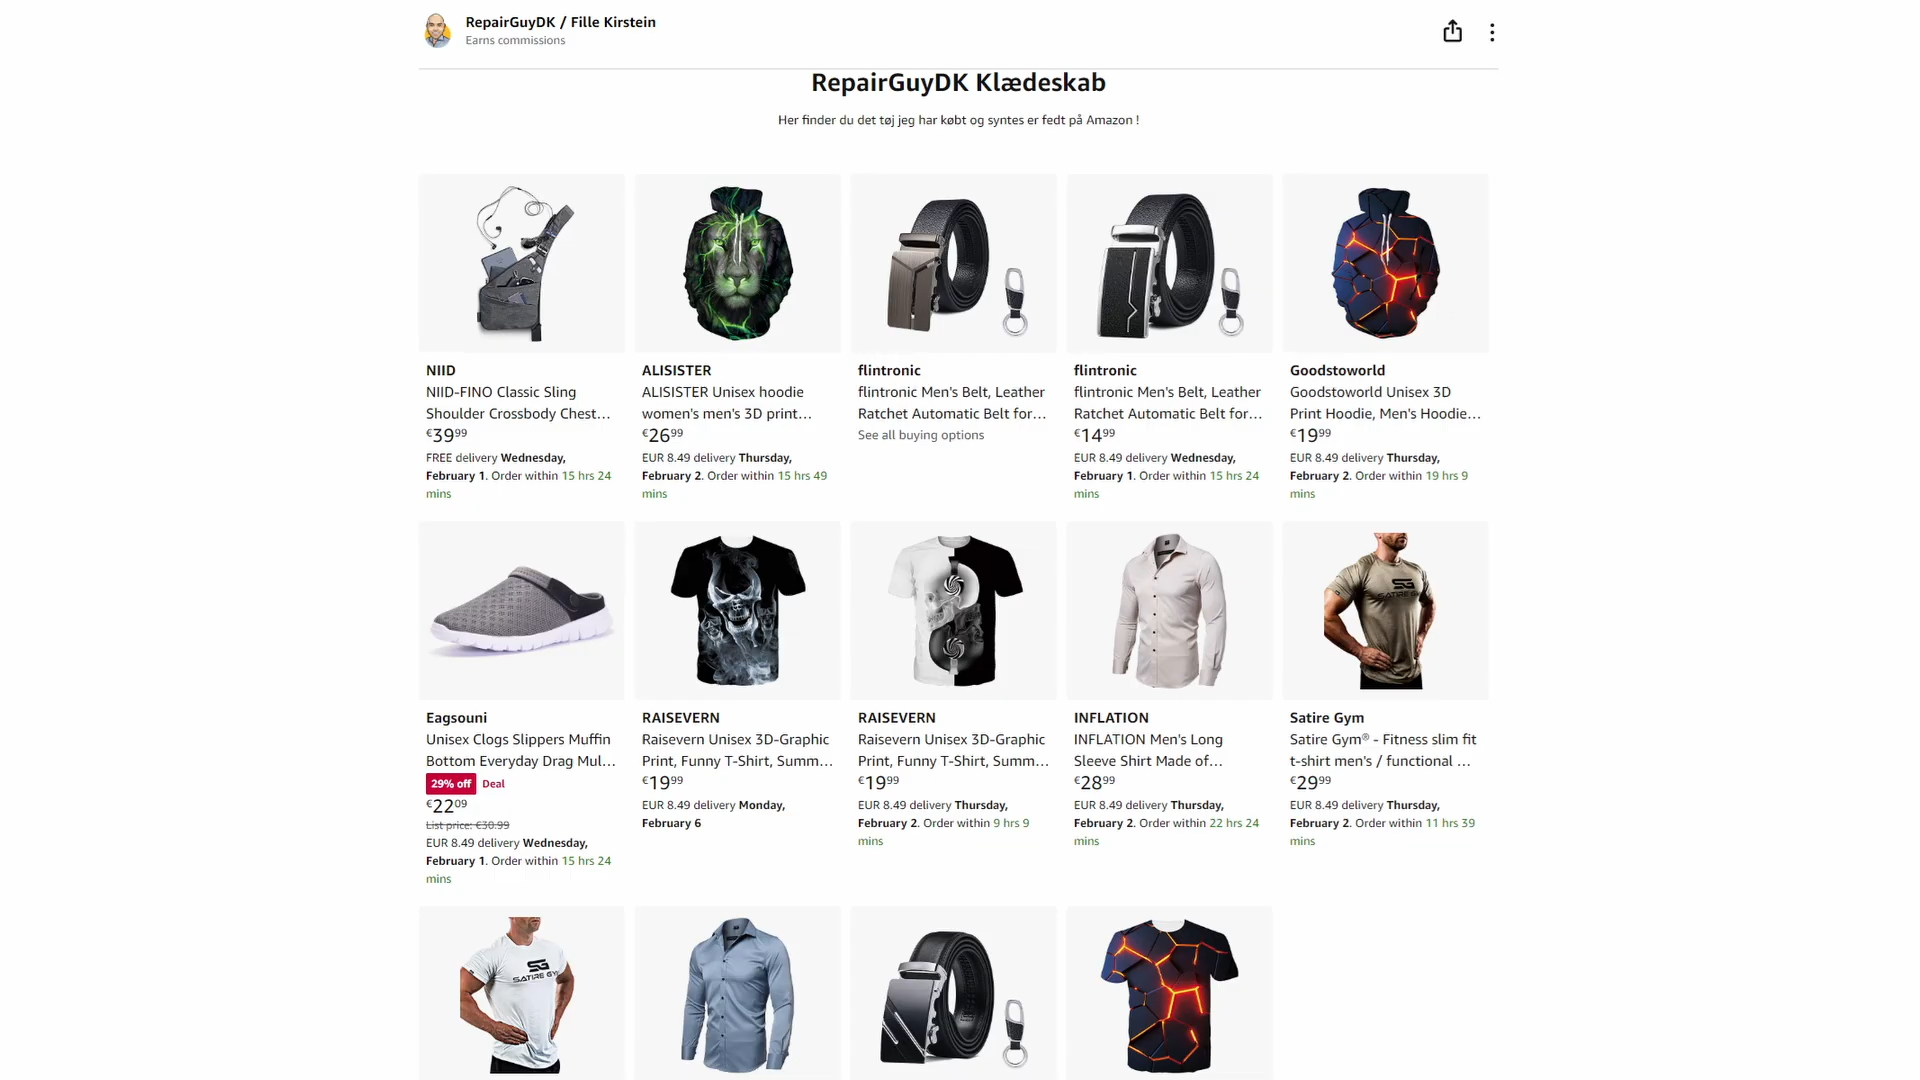 RepairGuyDK / Fille Kirstein
Earns commissions
RepairGuyDK Klædeskab
Her finder du det tøj jeg har købt og syntes er fedt på Amazon !
NIID
NIID-FINO Classic Sling
Shoulder Crossbody Chest…
€39⁹⁹
FREE delivery Wednesday,
February 1. Order within 15 hrs 24
mins
ALISISTER
ALISISTER Unisex hoodie
women's men's 3D print…
€26⁹⁹
EUR 8.49 delivery Thursday,
February 2. Order within 15 hrs 49
mins
flintronic
flintronic Men's Belt, Leather
Ratchet Automatic Belt for…
See all buying options
flintronic
flintronic Men's Belt, Leather
Ratchet Automatic Belt for…
€14⁹⁹
EUR 8.49 delivery Wednesday,
February 1. Order within 15 hrs 24
mins
Goodstoworld
Goodstoworld Unisex 3D
Print Hoodie, Men's Hoodie…
€19⁹⁹
EUR 8.49 delivery Thursday,
February 2. Order within 19 hrs 9
mins
Eagsouni
Unisex Clogs Slippers Muffin
Bottom Everyday Drag Mul…
29% off Deal
€22⁰⁹
List price: €30.99
EUR 8.49 delivery Wednesday,
February 1. Order within 15 hrs 24
mins
RAISEVERN
Raisevern Unisex 3D-Graphic
Print, Funny T-Shirt, Summ…
€19⁹⁹
EUR 8.49 delivery Monday,
February 6
RAISEVERN
Raisevern Unisex 3D-Graphic
Print, Funny T-Shirt, Summ…
€19⁹⁹
EUR 8.49 delivery Thursday,
February 2. Order within 9 hrs 9
mins
INFLATION
INFLATION Men's Long
Sleeve Shirt Made of…
€28⁹⁹
EUR 8.49 delivery Thursday,
February 2. Order within 22 hrs 24
mins
SG
SATIRE GYM
Satire Gym
Satire Gym® - Fitness slim fit
t-shirt men's / functional …
€29⁹⁹
EUR 8.49 delivery Thursday,
February 2. Order within 11 hrs 39
mins
SG
SATIRE GYM